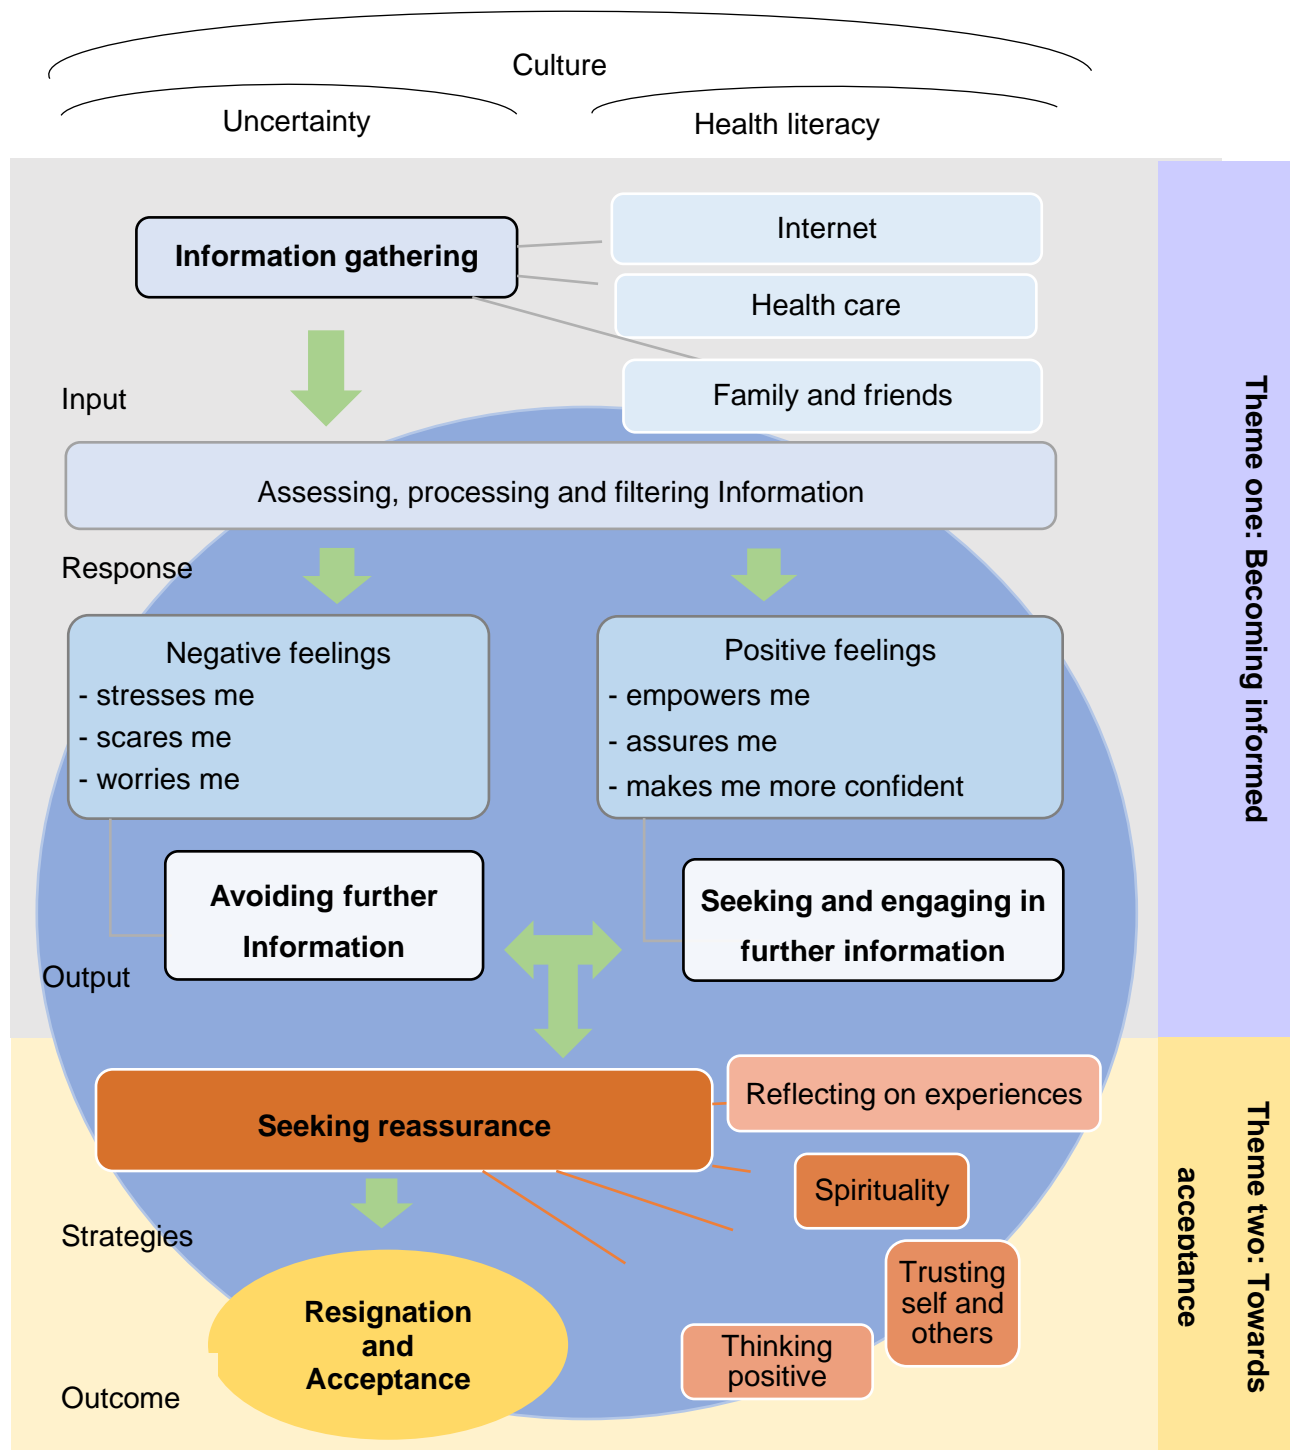 Culture
Uncertainty
Health literacy
Information gathering
Internet
Health care
Family and friends
Input
Assessing, processing and filtering Information
Response
Negative feelings
- stresses me
- scares me
- worries me
Positive feelings
- empowers me
- assures me
- makes me more confident
Avoiding further
Information
Seeking and engaging in
further information
Output
Theme one: Becoming informed
Seeking reassurance
Reflecting on experiences
Spirituality
Trusting
self and
others
Thinking
positive
Strategies
Resignation
and
Acceptance
Outcome
Theme two: Towards
acceptance